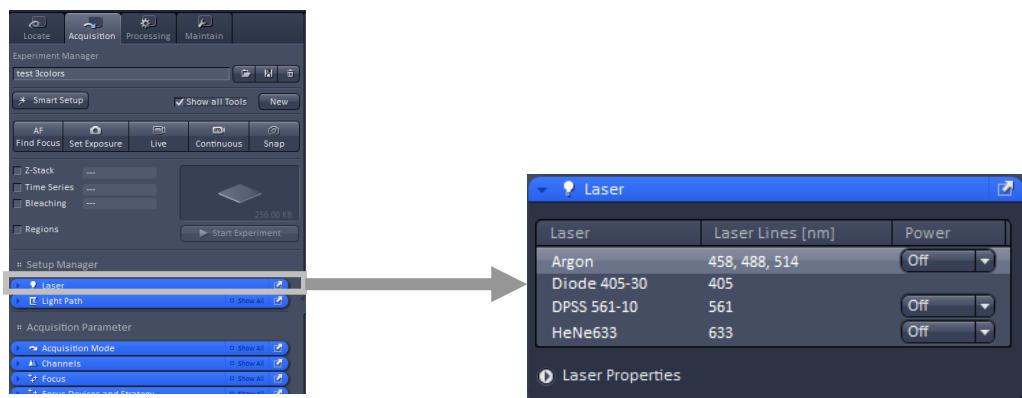 Locate Acquisition Processing Maintain
Experiment Manager
test 3colors
Smart Setup Show all Tools New
AF
Find Focus Set Exposure Live Continuous Snap
Z-Stack ---
Time Series ---
Bleaching ---
256.00 KB
Regions Start Experiment
Setup Manager
Laser
Light Path Show All
Acquisition Parameter
Acquisition Mode Show All
Channels Show All
Focus Show All
Focus Devices and Strategy
Laser
Laser Laser Lines [nm] Power
Argon 458, 488, 514 Off
Diode 405-30 405
DPSS 561-10 561 Off
HeNe633 633 Off
Laser Properties